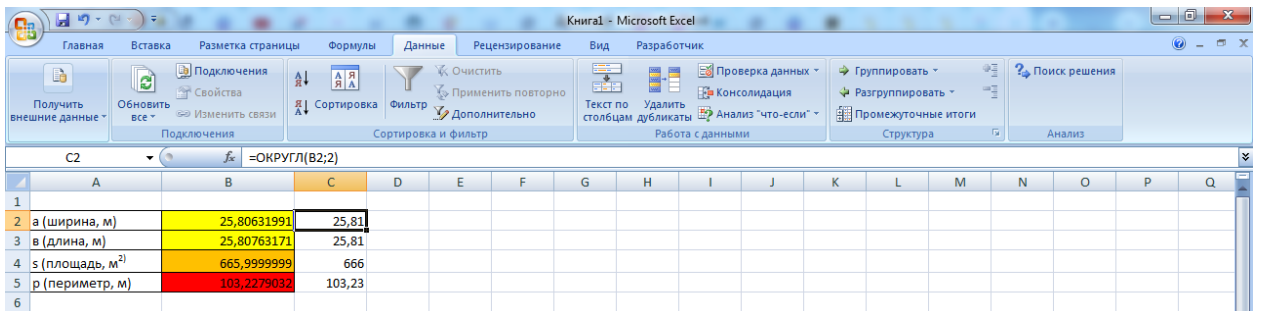 Книга1 - Microsoft Excel
Главная Вставка Разметка страницы Формулы Данные Рецензирование Вид Разработчик
Получить внешние данные
Обновить все
Подключения
Свойства
Изменить связи
Подключения
Сортировка
Фильтр
Очистить
Применить повторно
Дополнительно
Сортировка и фильтр
Текст по столбцам
Удалить дубликаты
Проверка данных
Консолидация
Анализ "что-если"
Работа с данными
Группировать
Разгруппировать
Промежуточные итоги
Структура
Поиск решения
Анализ
C2 fx =ОКРУГЛ(B2;2)
A B C D E F G H I J K L M N O P Q
1
2 а (ширина, м) 25,80631991 25,81
3 в (длина, м) 25,80763171 25,81
4 s (площадь, м²⁾ 665,9999999 666
5 p (периметр, м) 103,2279032 103,23
6